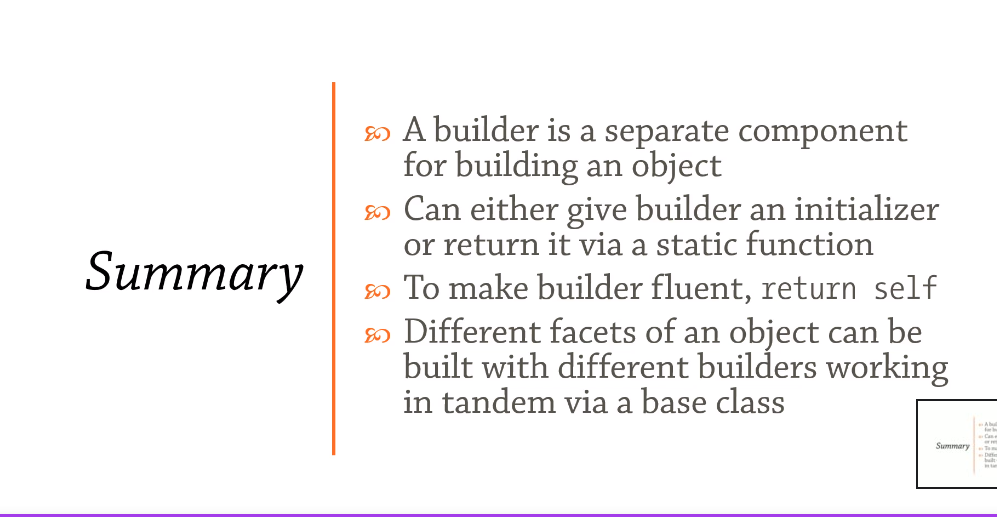 Summary
A builder is a separate component
for building an object
Can either give builder an initializer
or return it via a static function
To make builder fluent, return self
Different facets of an object can be
built with different builders working
in tandem via a base class
Summary